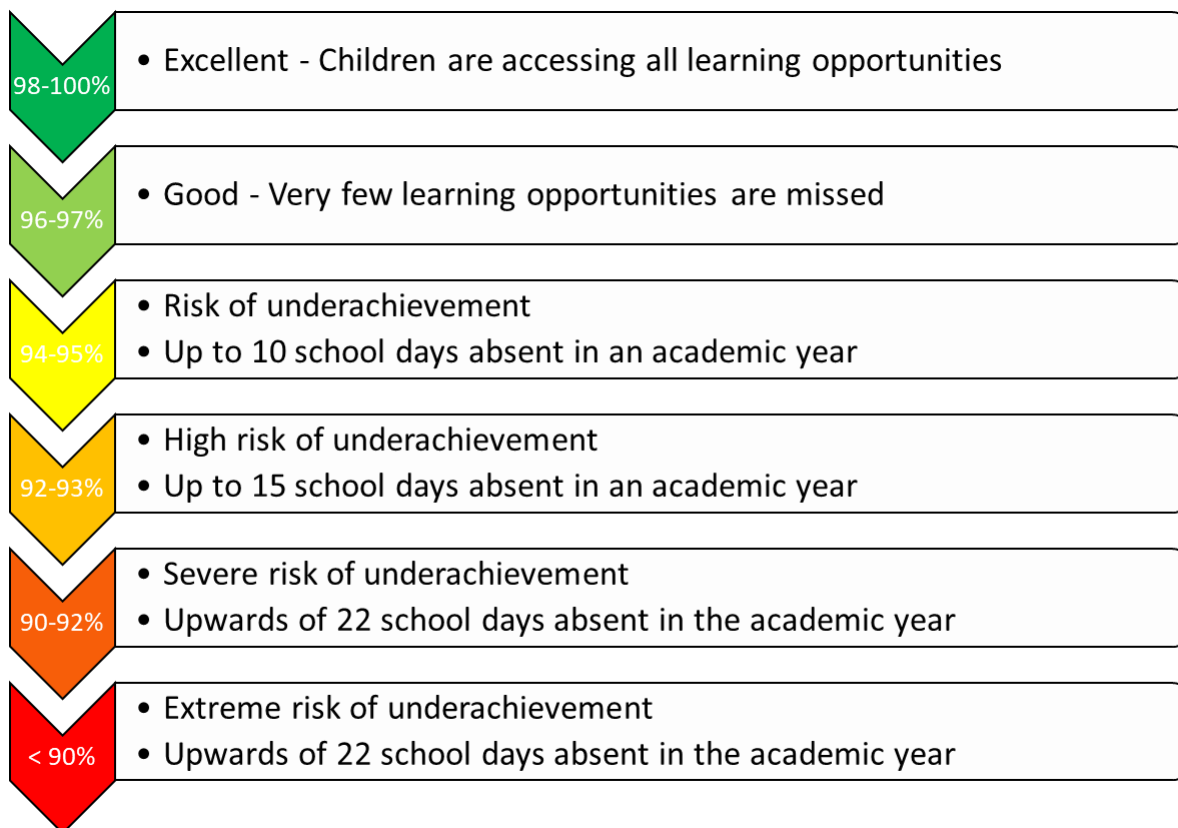 98-100%
• Excellent - Children are accessing all learning opportunities
96-97%
• Good - Very few learning opportunities are missed
94-95%
• Risk of underachievement
• Up to 10 school days absent in an academic year
92-93%
• High risk of underachievement
• Up to 15 school days absent in an academic year
90-92%
• Severe risk of underachievement
• Upwards of 22 school days absent in the academic year
< 90%
• Extreme risk of underachievement
• Upwards of 22 school days absent in the academic year